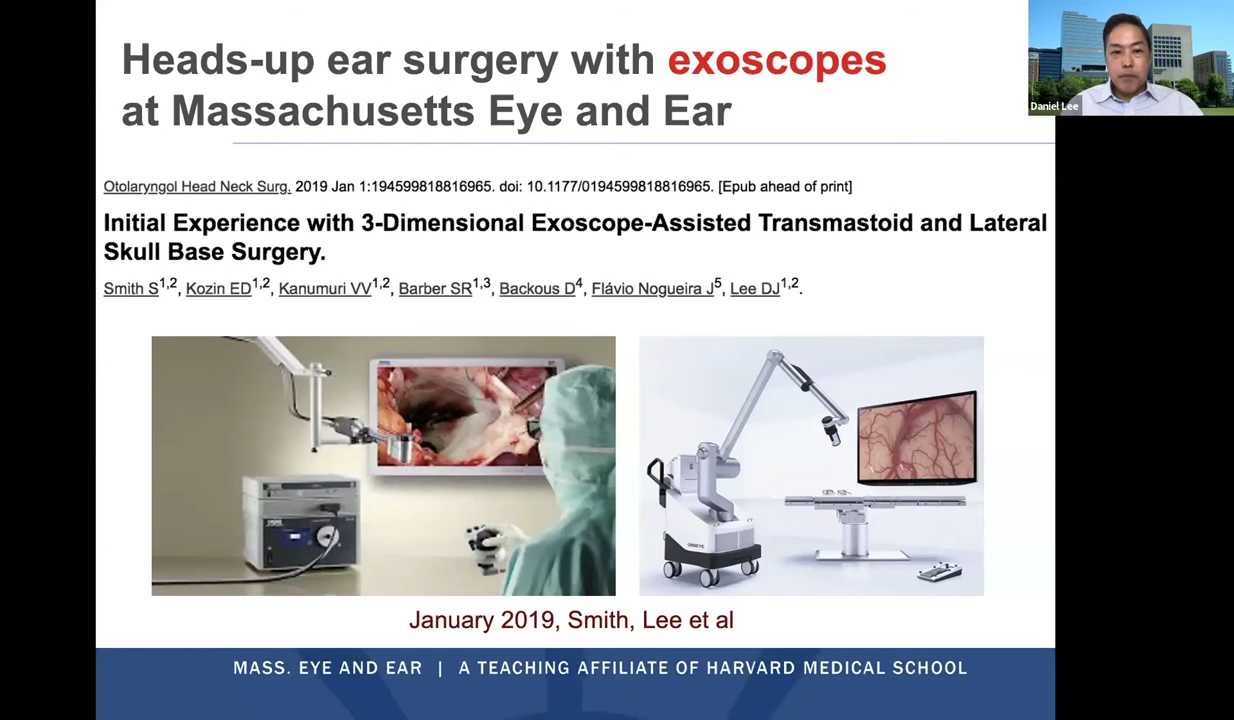 Heads-up ear surgery with exoscopes
at Massachusetts Eye and Ear
Daniel Lee
Otolaryngol Head Neck Surg. 2019 Jan 1:194599818816965. doi: 10.1177/0194599818816965. [Epub ahead of print]
Initial Experience with 3-Dimensional Exoscope-Assisted Transmastoid and Lateral
Skull Base Surgery.
Smith S1,2, Kozin ED1,2, Kanumuri VV1,2, Barber SR1,3, Backous D4, Flávio Nogueira J5, Lee DJ1,2.
ORBEYE
January 2019, Smith, Lee et al
MASS. EYE AND EAR | A TEACHING AFFILIATE OF HARVARD MEDICAL SCHOOL